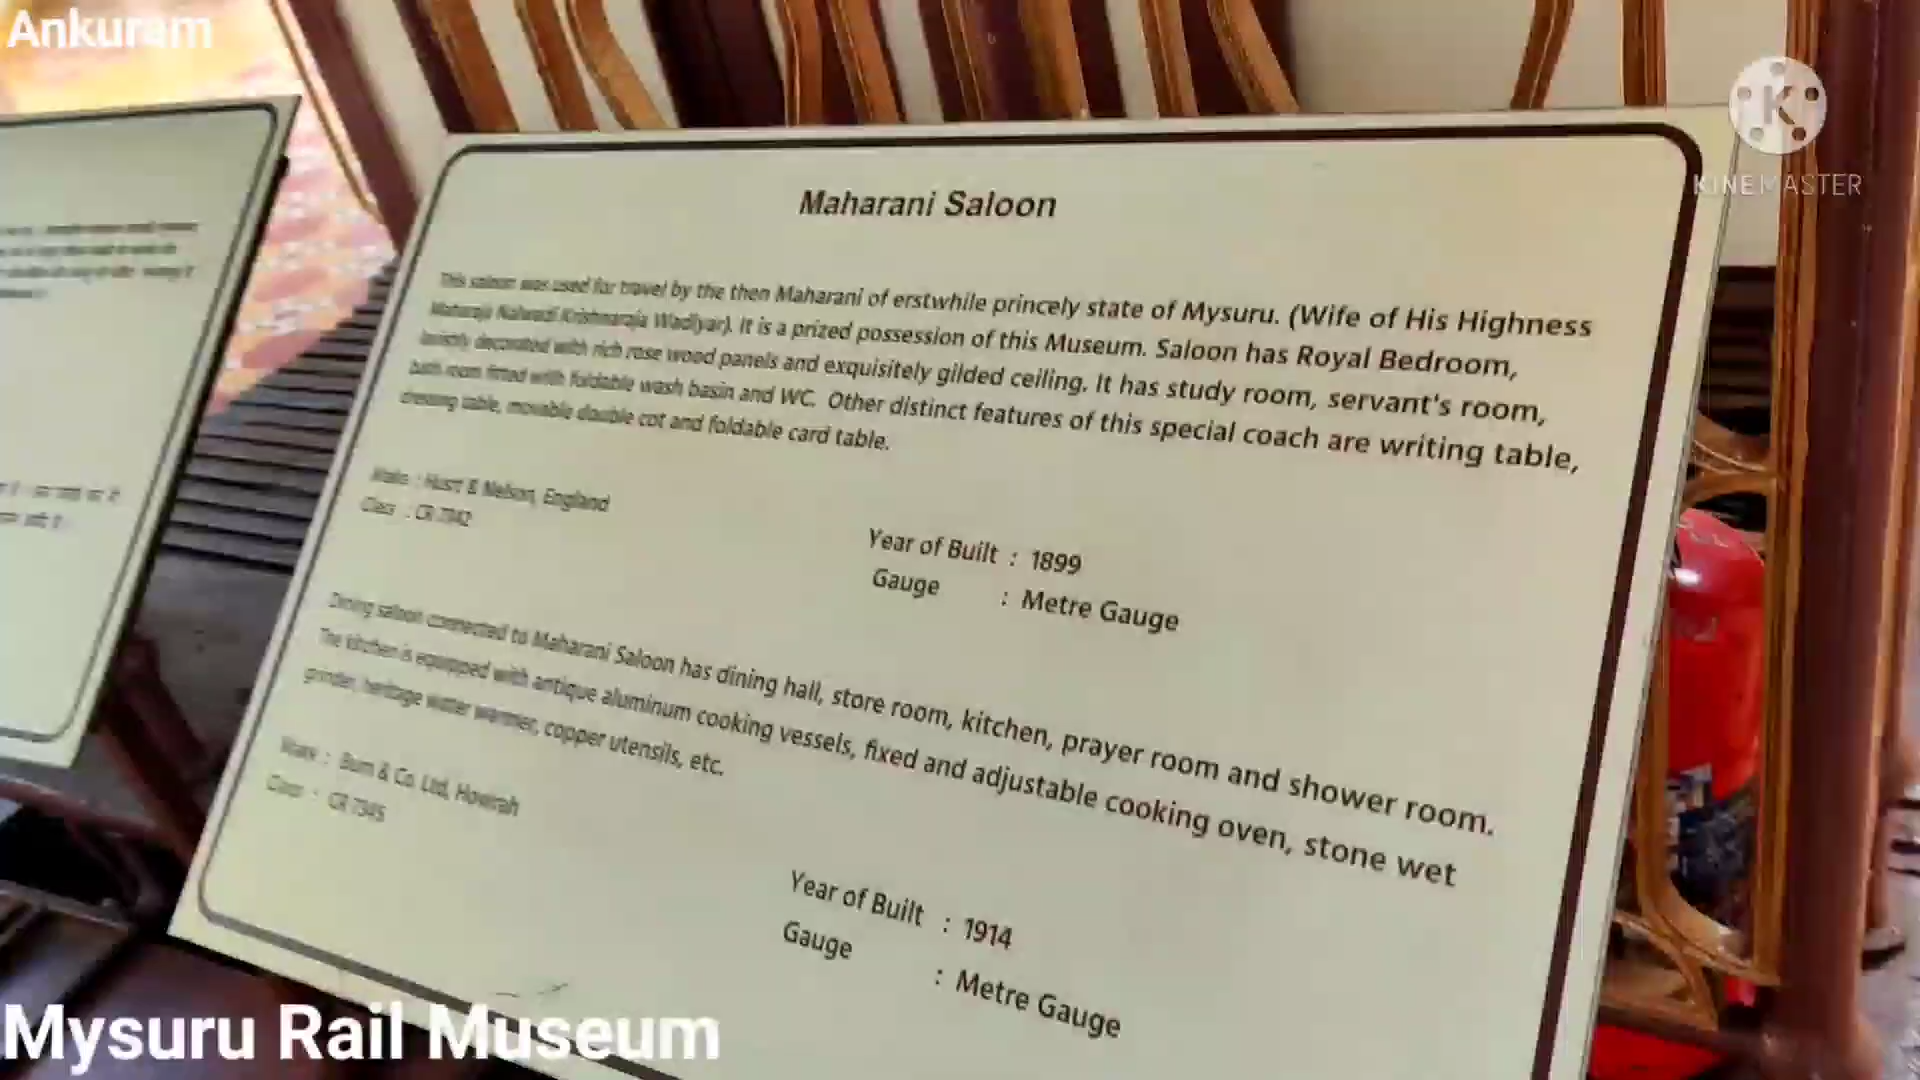 Ankuram
KINEMASTER
Maharani Saloon
This saloon was used for travel by the then Maharani of erstwhile princely state of Mysuru. (Wife of His Highness
Maharaja Nalwadi Krishnaraja Wadiyar). It is a prized possession of this Museum. Saloon has Royal Bedroom,
lavishly decorated with rich rose wood panels and exquisitely gilded ceiling. It has study room, servant's room,
bath room fitted with foldable wash basin and WC. Other distinct features of this special coach are writing table,
dressing table, movable double cot and foldable card table.
Make : Hurst & Nelson, England
Class : CR 7342
Year of Built : 1899
Gauge : Metre Gauge
Dining saloon connected to Maharani Saloon has dining hall, store room, kitchen, prayer room and shower room.
The kitchen is equipped with antique aluminum cooking vessels, fixed and adjustable cooking oven, stone wet
grinder, heritage water warmer, copper utensils, etc.
Make : Burn & Co. Ltd, Howrah
Class : CR 7345
Year of Built : 1914
Gauge : Metre Gauge
Mysuru Rail Museum